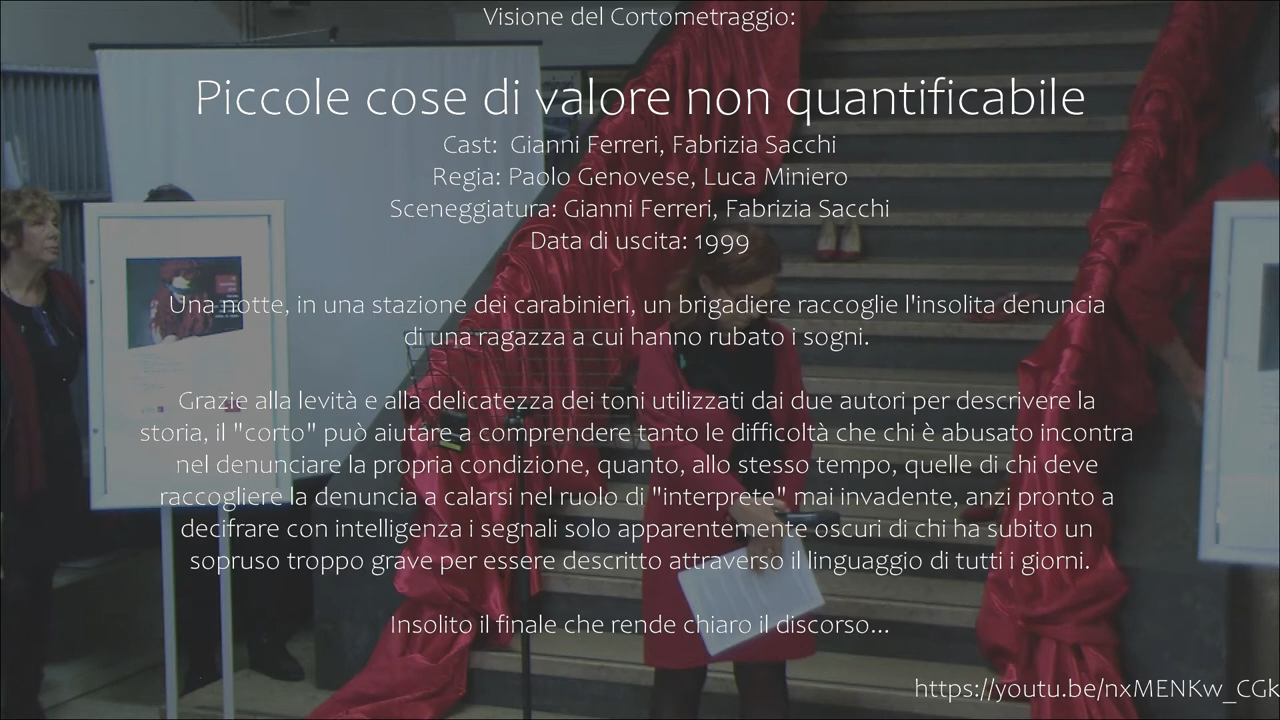 Visione del Cortometraggio:
Piccole cose di valore non quantificabile
Cast: Gianni Ferreri, Fabrizia Sacchi
Regia: Paolo Genovese, Luca Miniero
Sceneggiatura: Gianni Ferreri, Fabrizia Sacchi
Data di uscita: 1999
Una notte, in una stazione dei carabinieri, un brigadiere raccoglie l'insolita denuncia
di una ragazza a cui hanno rubato i sogni.
Grazie alla levità e alla delicatezza dei toni utilizzati dai due autori per descrivere la
storia, il "corto" può aiutare a comprendere tanto le difficoltà che chi è abusato incontra
nel denunciare la propria condizione, quanto, allo stesso tempo, quelle di chi deve
raccogliere la denuncia a calarsi nel ruolo di "interprete" mai invadente, anzi pronto a
decifrare con intelligenza i segnali solo apparentemente oscuri di chi ha subito un
sopruso troppo grave per essere descritto attraverso il linguaggio di tutti i giorni.
Insolito il finale che rende chiaro il discorso...
https://youtu.be/nxMENKw_CGk